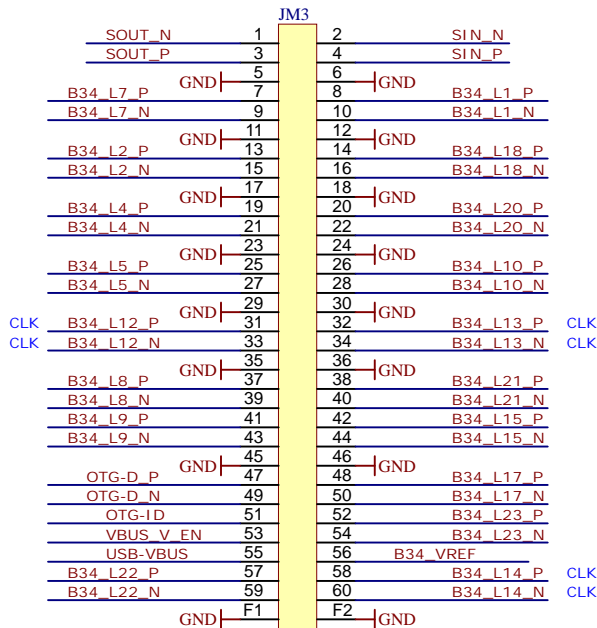 JM3
SOUT_N 1 2 SIN_N
SOUT_P 3 4 SIN_P
GND 5 6 GND
B34_L7_P 7 8 B34_L1_P
B34_L7_N 9 10 B34_L1_N
GND 11 12 GND
B34_L2_P 13 14 B34_L18_P
B34_L2_N 15 16 B34_L18_N
GND 17 18 GND
B34_L4_P 19 20 B34_L20_P
B34_L4_N 21 22 B34_L20_N
GND 23 24 GND
B34_L5_P 25 26 B34_L10_P
B34_L5_N 27 28 B34_L10_N
GND 29 30 GND
CLK B34_L12_P 31 32 B34_L13_P CLK
CLK B34_L12_N 33 34 B34_L13_N CLK
GND 35 36 GND
B34_L8_P 37 38 B34_L21_P
B34_L8_N 39 40 B34_L21_N
B34_L9_P 41 42 B34_L15_P
B34_L9_N 43 44 B34_L15_N
GND 45 46 GND
OTG-D_P 47 48 B34_L17_P
OTG-D_N 49 50 B34_L17_N
OTG-ID 51 52 B34_L23_P
VBUS_V_EN 53 54 B34_L23_N
USB-VBUS 55 56 B34_VREF
B34_L22_P 57 58 B34_L14_P CLK
B34_L22_N 59 60 B34_L14_N CLK
GND F1 F2 GND